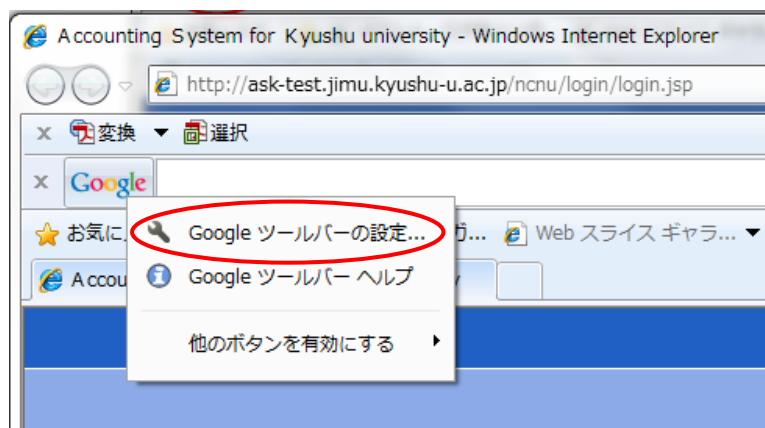 Accounting System for Kyushu university - Windows Internet Explorer
http://ask-test.jimu.kyushu-u.ac.jp/ncnu/login/login.jsp
x 変換 ▼ 選択
x Google
Google ツールバーの設定...
お気に
ガ... Web スライス ギャラ... ▼
Accou
Google ツールバー ヘルプ
他のボタンを有効にする